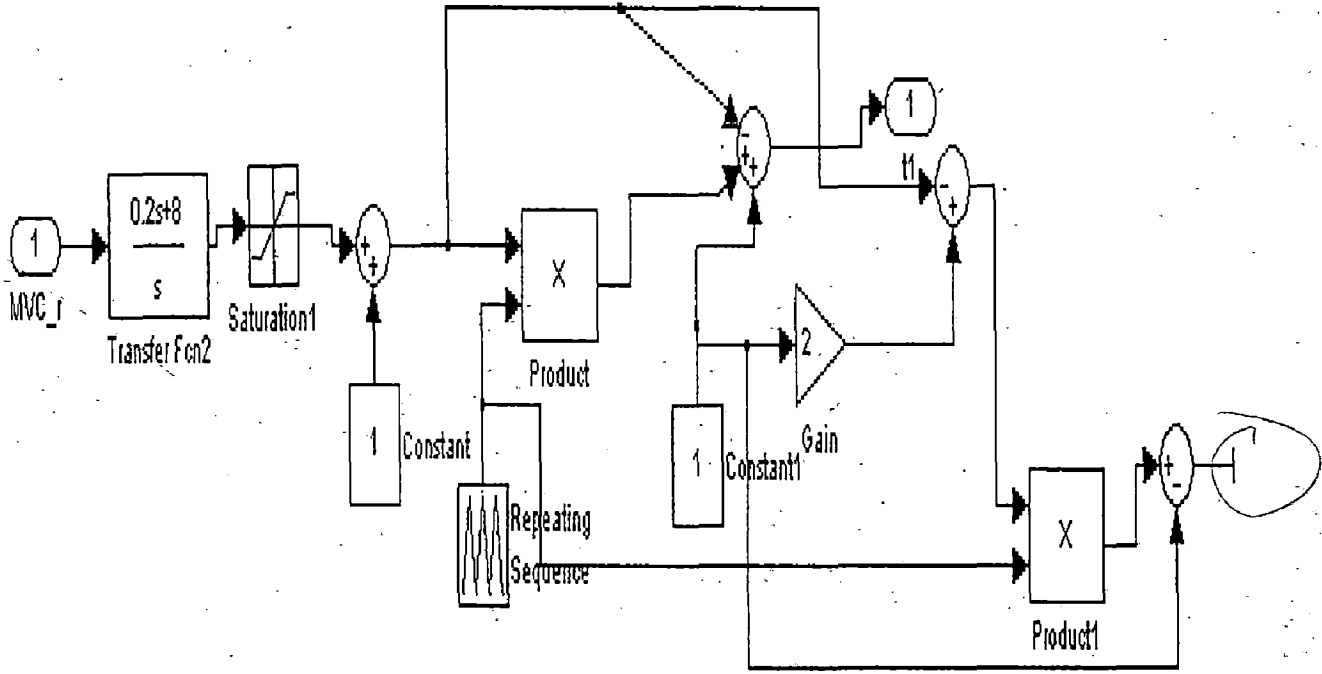 1
t1
0.2s+8
s
1
MVC_r
Transfer Fcn2
Saturation1
-
+
+
-
+
+
+
X
Product
2
Gain
1
Constant
1
Constant1
Repeating
Sequence
X
Product1
+
-